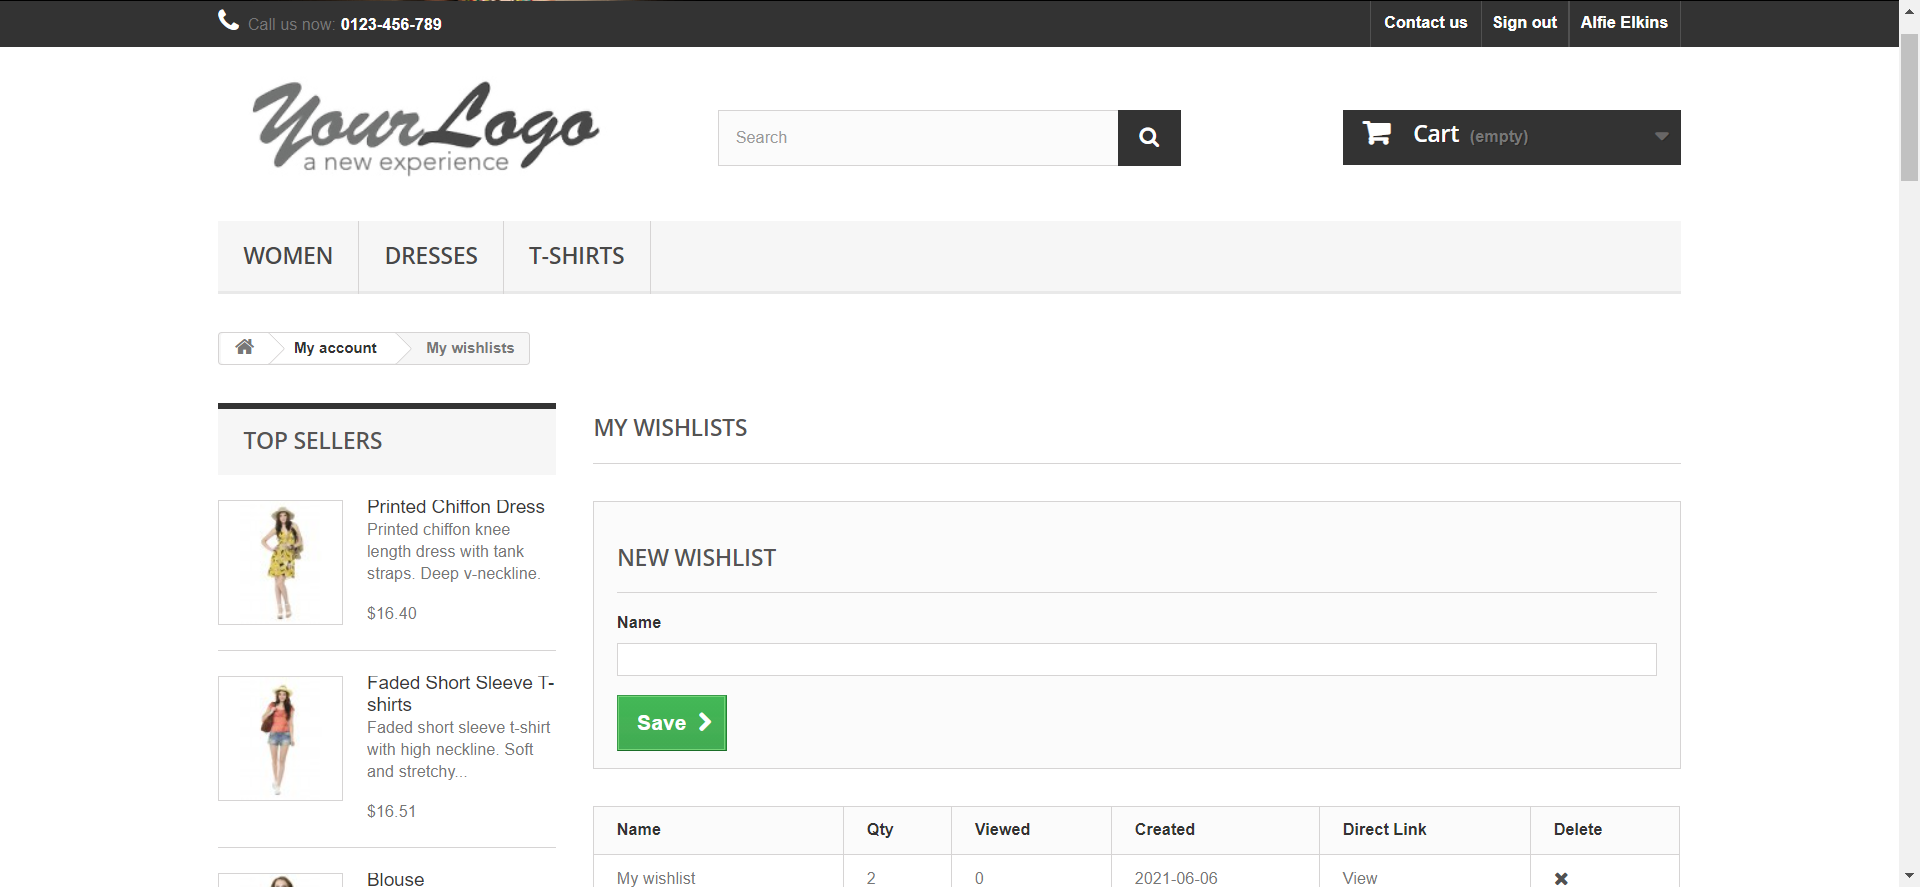 Call us now: 0123-456-789
Contact us
Sign out
Alfie Elkins
YourLogo
a new experience
Search
Cart (empty)
WOMEN
DRESSES
T-SHIRTS
My account
My wishlists
TOP SELLERS
Printed Chiffon Dress
Printed chiffon knee
length dress with tank
straps. Deep v-neckline.
$16.40
Faded Short Sleeve T-
shirts
Faded short sleeve t-shirt
with high neckline. Soft
and stretchy...
$16.51
Blouse
MY WISHLISTS
NEW WISHLIST
Name
Save
Name Qty Viewed Created Direct Link Delete
My wishlist 2 0 2021-06-06 View